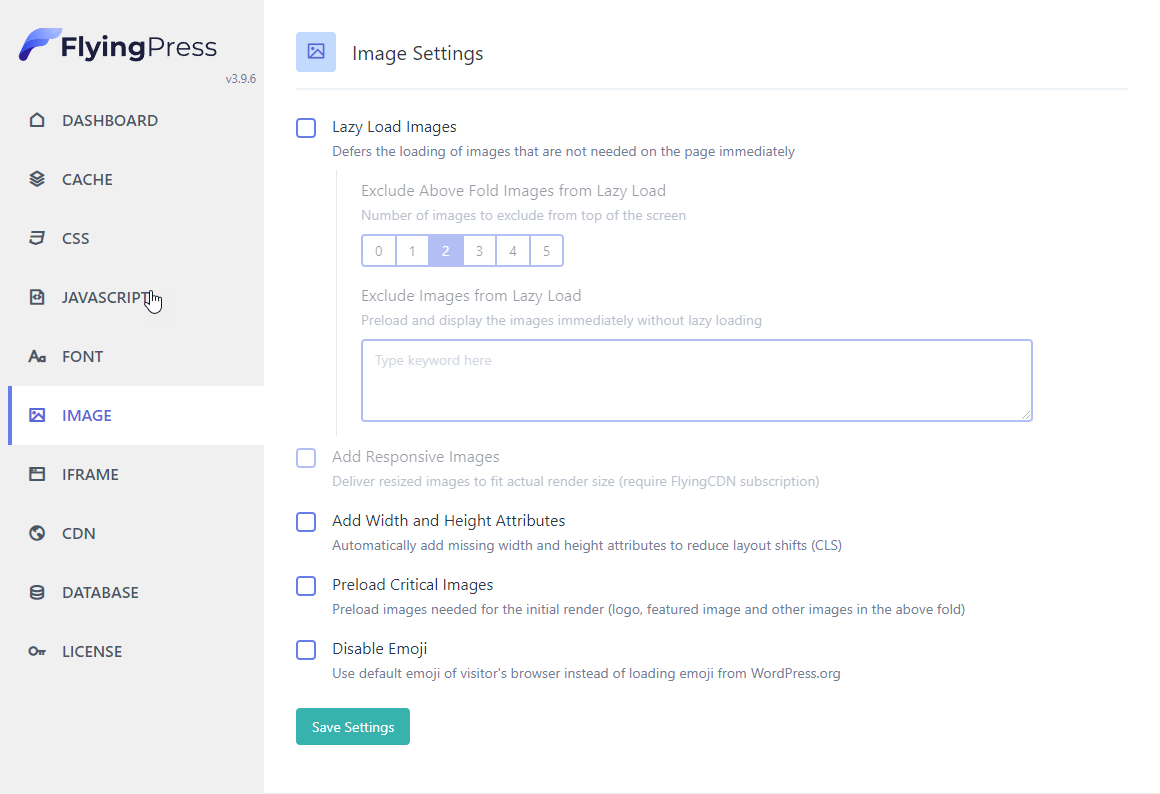 FlyingPress
v3.9.6
DASHBOARD
CACHE
CSS
JAVASCRIPT
FONT
IMAGE
IFRAME
CDN
DATABASE
LICENSE
Image Settings
Lazy Load Images
Defers the loading of images that are not needed on the page immediately
Exclude Above Fold Images from Lazy Load
Number of images to exclude from top of the screen
0 1 2 3 4 5
Exclude Images from Lazy Load
Preload and display the images immediately without lazy loading
Type keyword here
Add Responsive Images
Deliver resized images to fit actual render size (require FlyingCDN subscription)
Add Width and Height Attributes
Automatically add missing width and height attributes to reduce layout shifts (CLS)
Preload Critical Images
Preload images needed for the initial render (logo, featured image and other images in the above fold)
Disable Emoji
Use default emoji of visitor's browser instead of loading emoji from WordPress.org
Save Settings